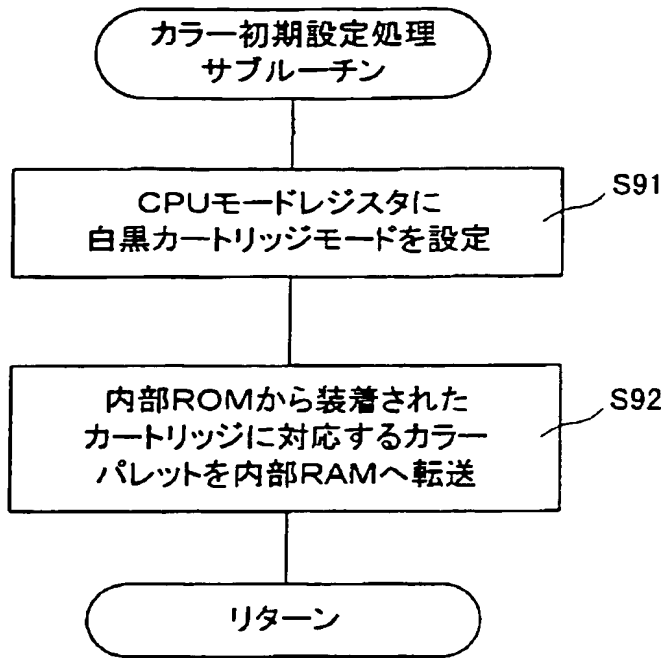 カラー初期設定処理
サブルーチン
CPUモードレジスタに
白黒カートリッジモードを設定
S91
内部ROMから装着された
カートリッジに対応するカラー
パレットを内部RAMへ転送
S92
リターン